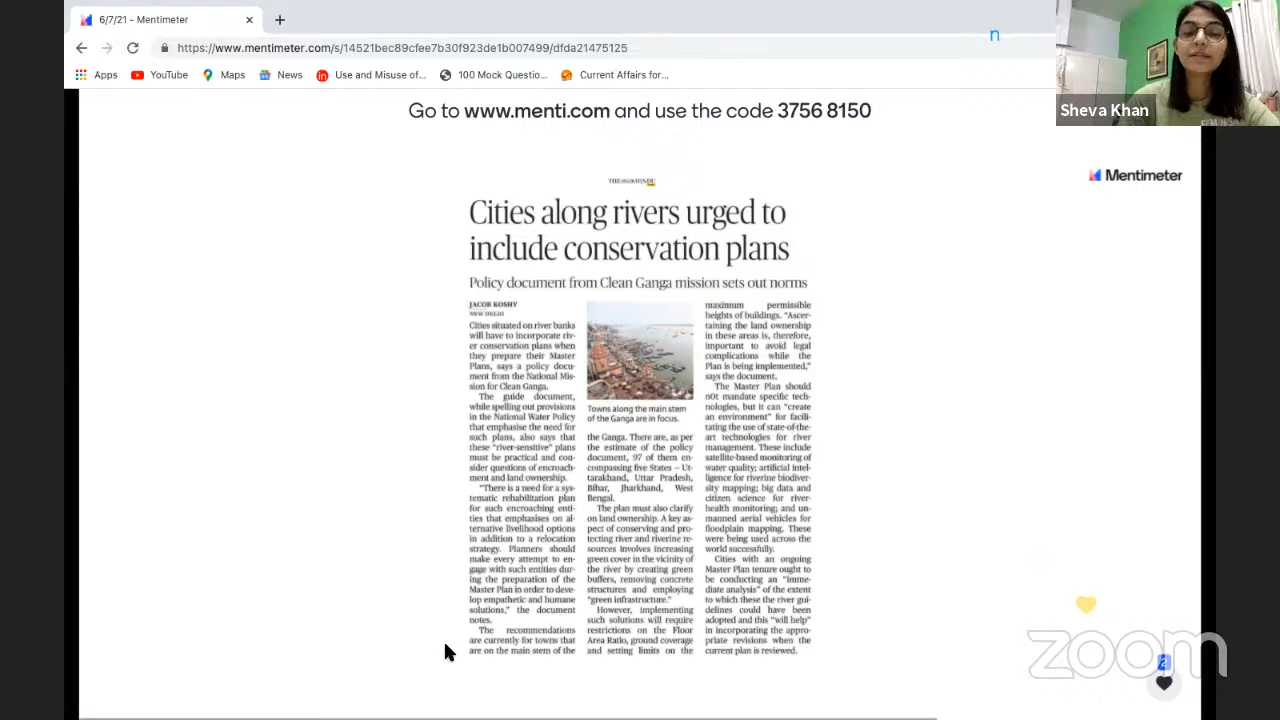 6/7/21 - Mentimeter
https://www.mentimeter.com/s/14521bec89cfee7b30f923de1b007499/dfda21475125
n
Apps
YouTube
Maps
News
Use and Misuse of...
100 Mock Questio...
Current Affairs for...
Sheva Khan
Go to www.menti.com and use the code 3756 8150
Mentimeter
THE HINDU
Cities along rivers urged to
include conservation plans
Policy document from Clean Ganga mission sets out norms
JACOB KOSHY
NEW DELHI
Cities situated on river banks
will have to incorporate riv-
er conservation plans when
they prepare their Master
Plans, says a policy docu-
ment from the National Mis-
sion for Clean Ganga.
The guide document,
while spelling out provisions
in the National Water Policy
that emphasise the need for
such plans, also says that
these “river-sensitive” plans
must be practical and con-
sider questions of encroach-
ment and land ownership.
“There is a need for a sys-
tematic rehabilitation plan
for such encroaching enti-
ties that emphasises on al-
ternative livelihood options
in addition to a relocation
strategy. Planners should
make every attempt to en-
gage with such entities dur-
ing the preparation of the
Master Plan in order to deve-
lop empathetic and humane
solutions,” the document
notes.
The recommendations
are currently for towns that
are on the main stem of the
Towns along the main stem
of the Ganga are in focus.
the Ganga. There are, as per
the estimate of the policy
document, 97 of them en-
compassing five States – Ut-
tarakhand, Uttar Pradesh,
Bihar, Jharkhand, West
Bengal.
The plan must also clarify
on land ownership. A key as-
pect of conserving and pro-
tecting river and riverine re-
sources involves increasing
green cover in the vicinity of
the river by creating green
buffers, removing concrete
structures and employing
“green infrastructure.”
However, implementing
such solutions will require
restrictions on the Floor
Area Ratio, ground coverage
and setting limits on the
maximum permissible
heights of buildings. “Ascer-
taining the land ownership
in these areas is, therefore,
important to avoid legal
complications while the
Plan is being implemented,”
says the document.
The Master Plan should
not mandate specific tech-
nologies, but it can “create
an environment” for facili-
tating the use of state-of-the-
art technologies for river
management. These include
satellite-based monitoring of
water quality; artificial intel-
ligence for riverine biodiver-
sity mapping; big data and
citizen science for river-
health monitoring; and un-
manned aerial vehicles for
floodplain mapping. These
were being used across the
world successfully.
Cities with an ongoing
Master Plan tenure ought to
be conducting an “imme-
diate analysis” of the extent
to which these the river gui-
delines could have been
adopted and this “will help”
in incorporating the appro-
priate revisions when the
current plan is reviewed.
zoom
2